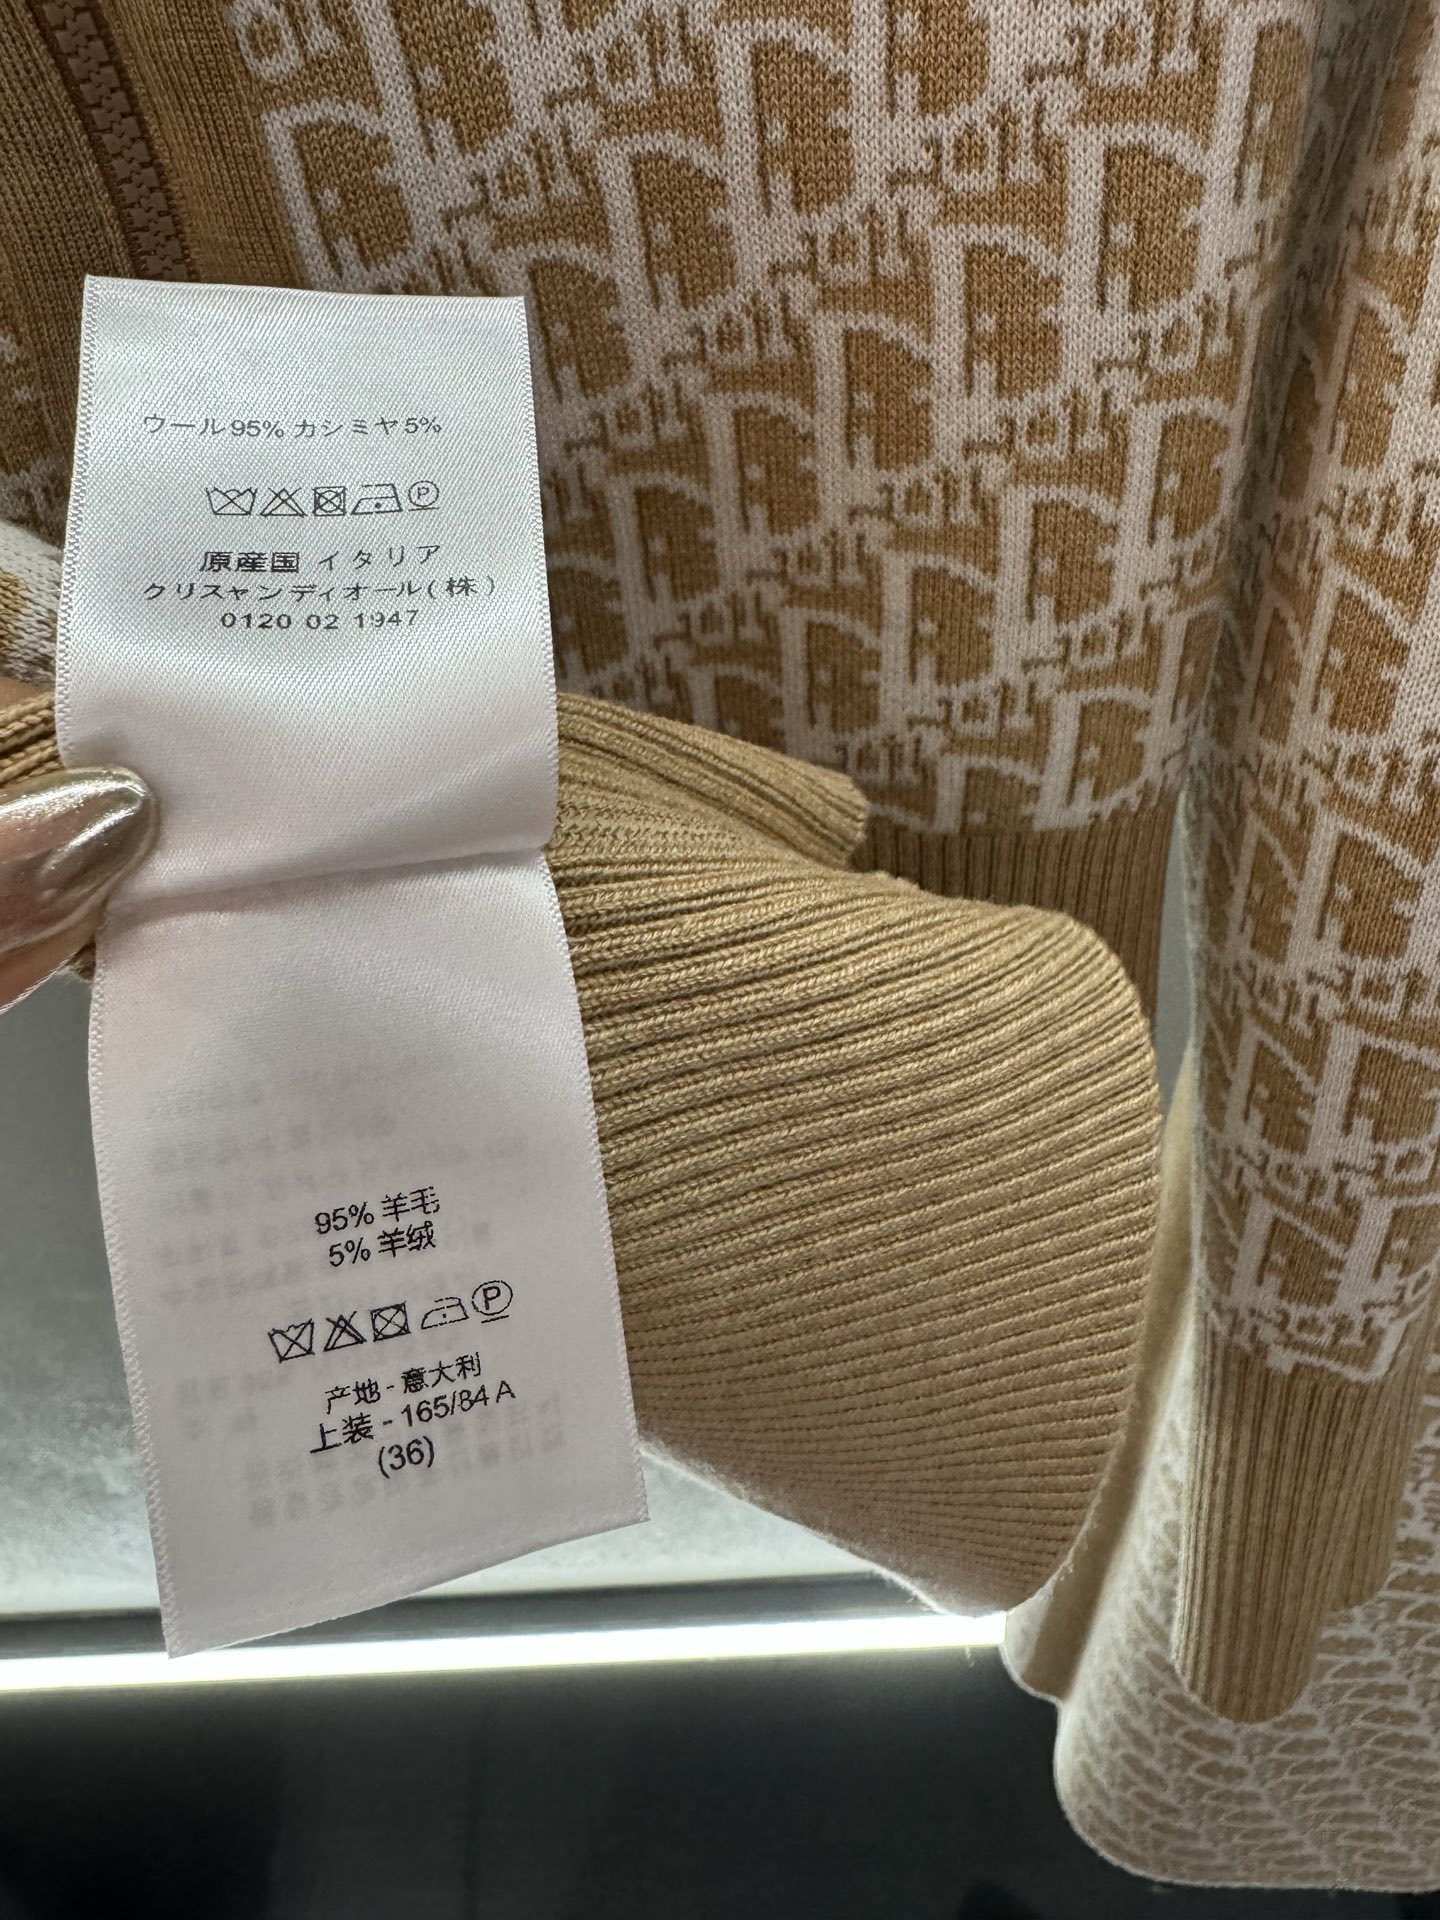 ウール 95% カシミヤ 5%
P
原産国 イタリア
クリスチャン ディオール(株)
0120 02 1947
95% 羊毛
5% 羊绒
P
产地 - 意大利
上装 - 165/84 A
(36)